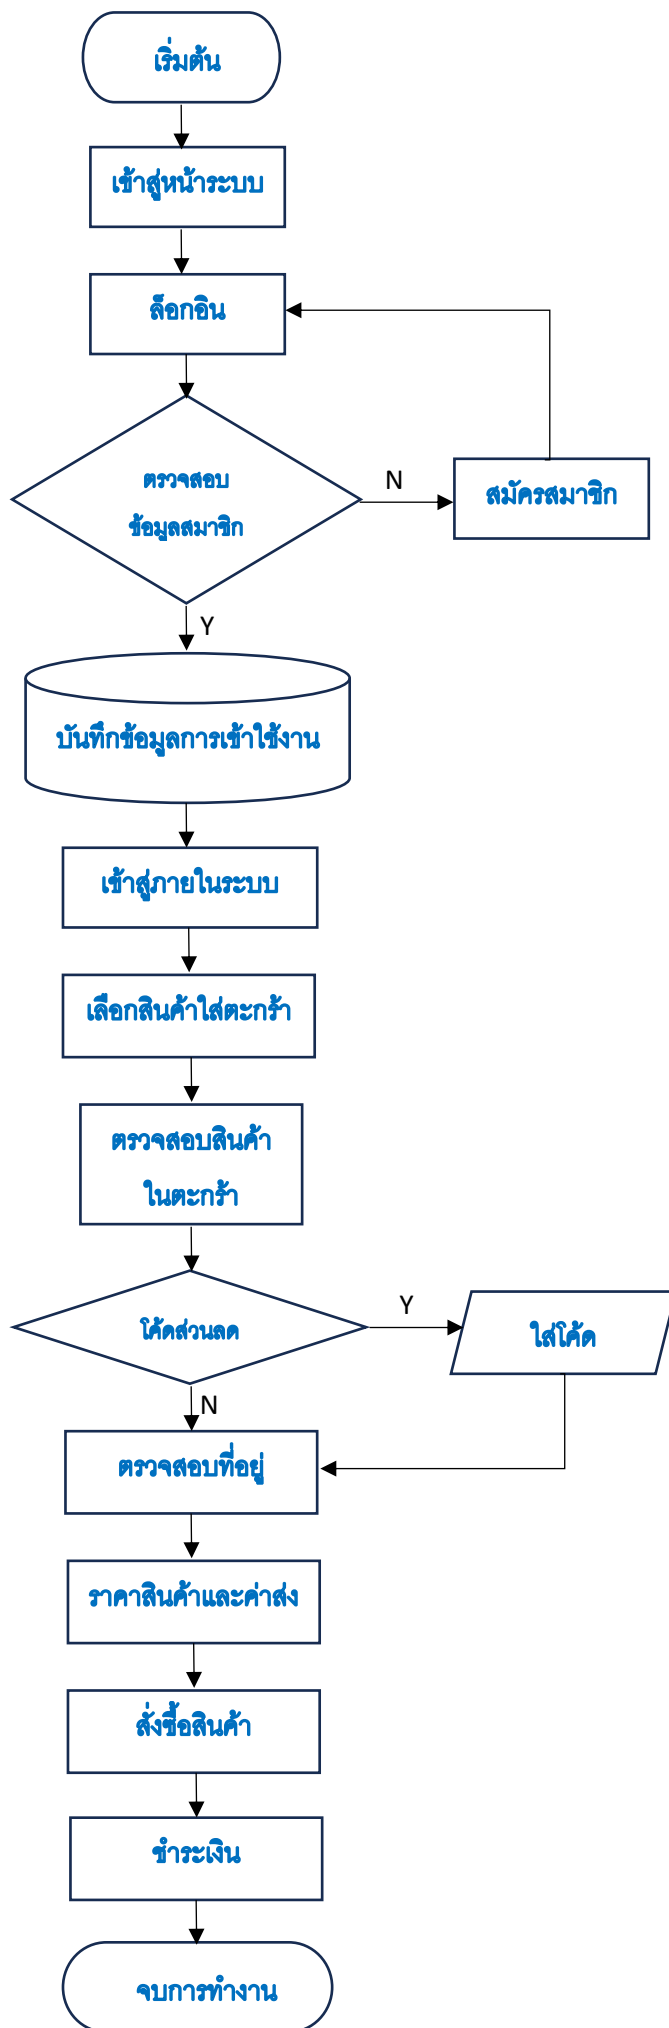 เริ่มต้น
เข้าสู่หน้าระบบ
ล็อกอิน
ตรวจสอบ
ข้อมูลสมาชิก
N
สมัครสมาชิก
Y
บันทึกข้อมูลการเข้าใช้งาน
เข้าสู่ภายในระบบ
เลือกสินค้าใส่ตะกร้า
ตรวจสอบสินค้า
ในตะกร้า
โค้ดส่วนลด
Y
ใส่โค้ด
N
ตรวจสอบที่อยู่
ราคาสินค้าและค่าส่ง
สั่งซื้อสินค้า
ชำระเงิน
จบการทำงาน